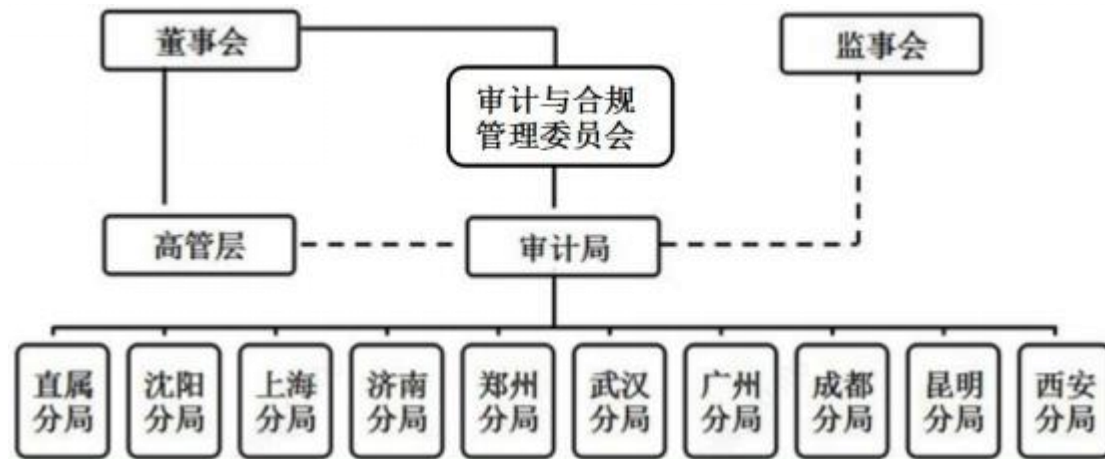 董事会
监事会
审计与合规
管理委员会
高管层
审计局
直属
分局
沈阳
分局
上海
分局
济南
分局
郑州
分局
武汉
分局
广州
分局
成都
分局
昆明
分局
西安
分局